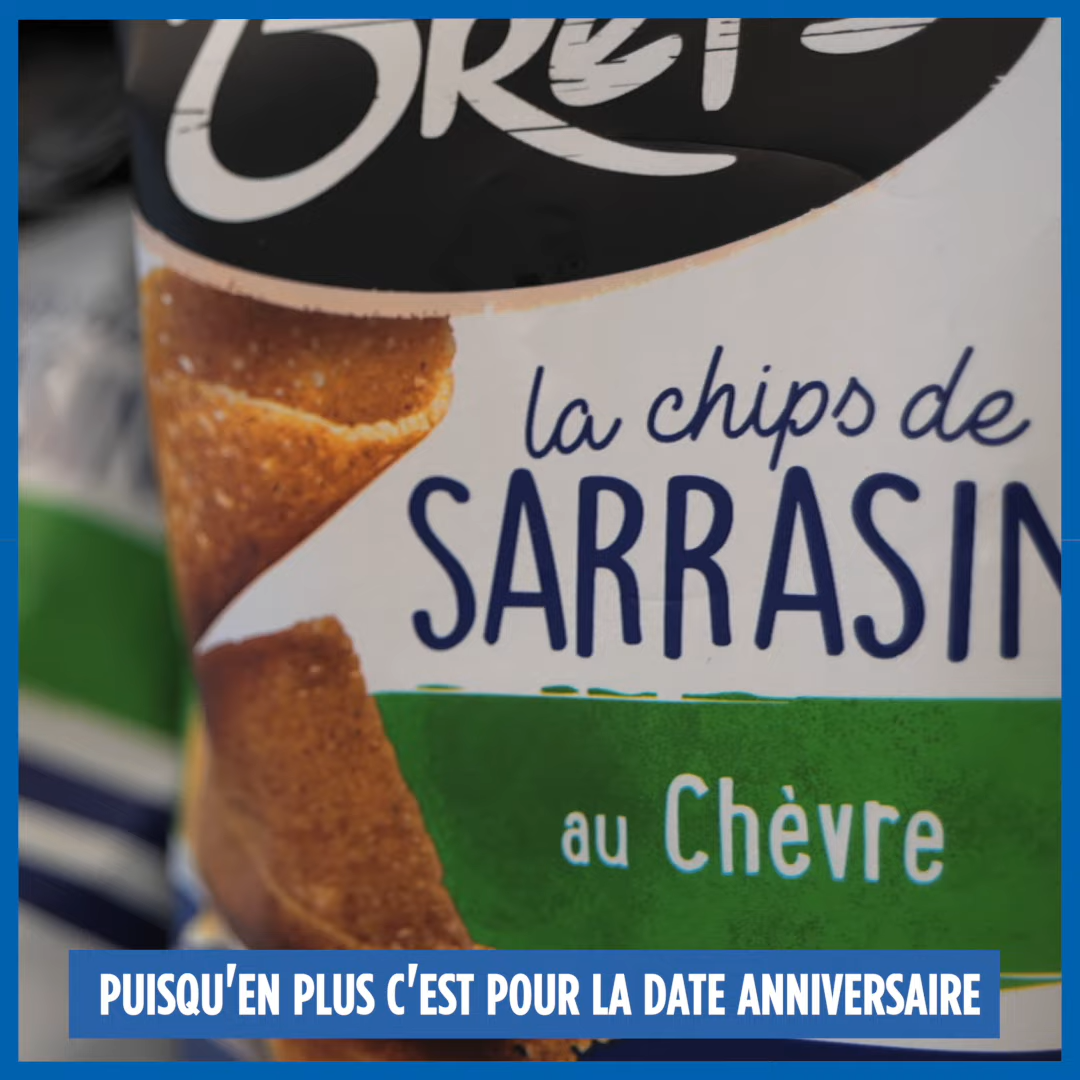 la chips de
SARRASIN
au Chèvre
PUISQU'EN PLUS C'EST POUR LA DATE ANNIVERSAIRE